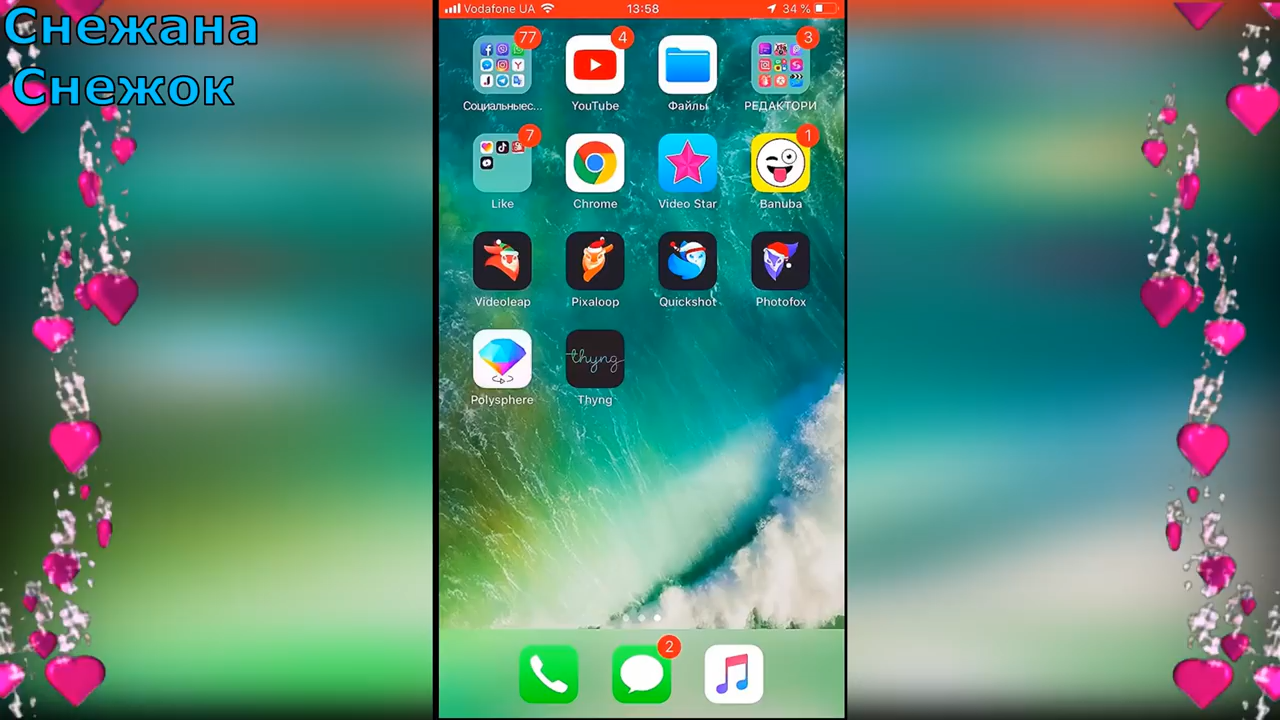 Снежана
Снежок
Vodafone UA 13:58 34 %
77 4 3
Социальныес... YouTube Файлы РЕДАКТОРИ
7 1
Like Chrome Video Star Banuba
Videoleap Pixaloop Quickshot Photofox
thyng
Polysphere Thyng
2